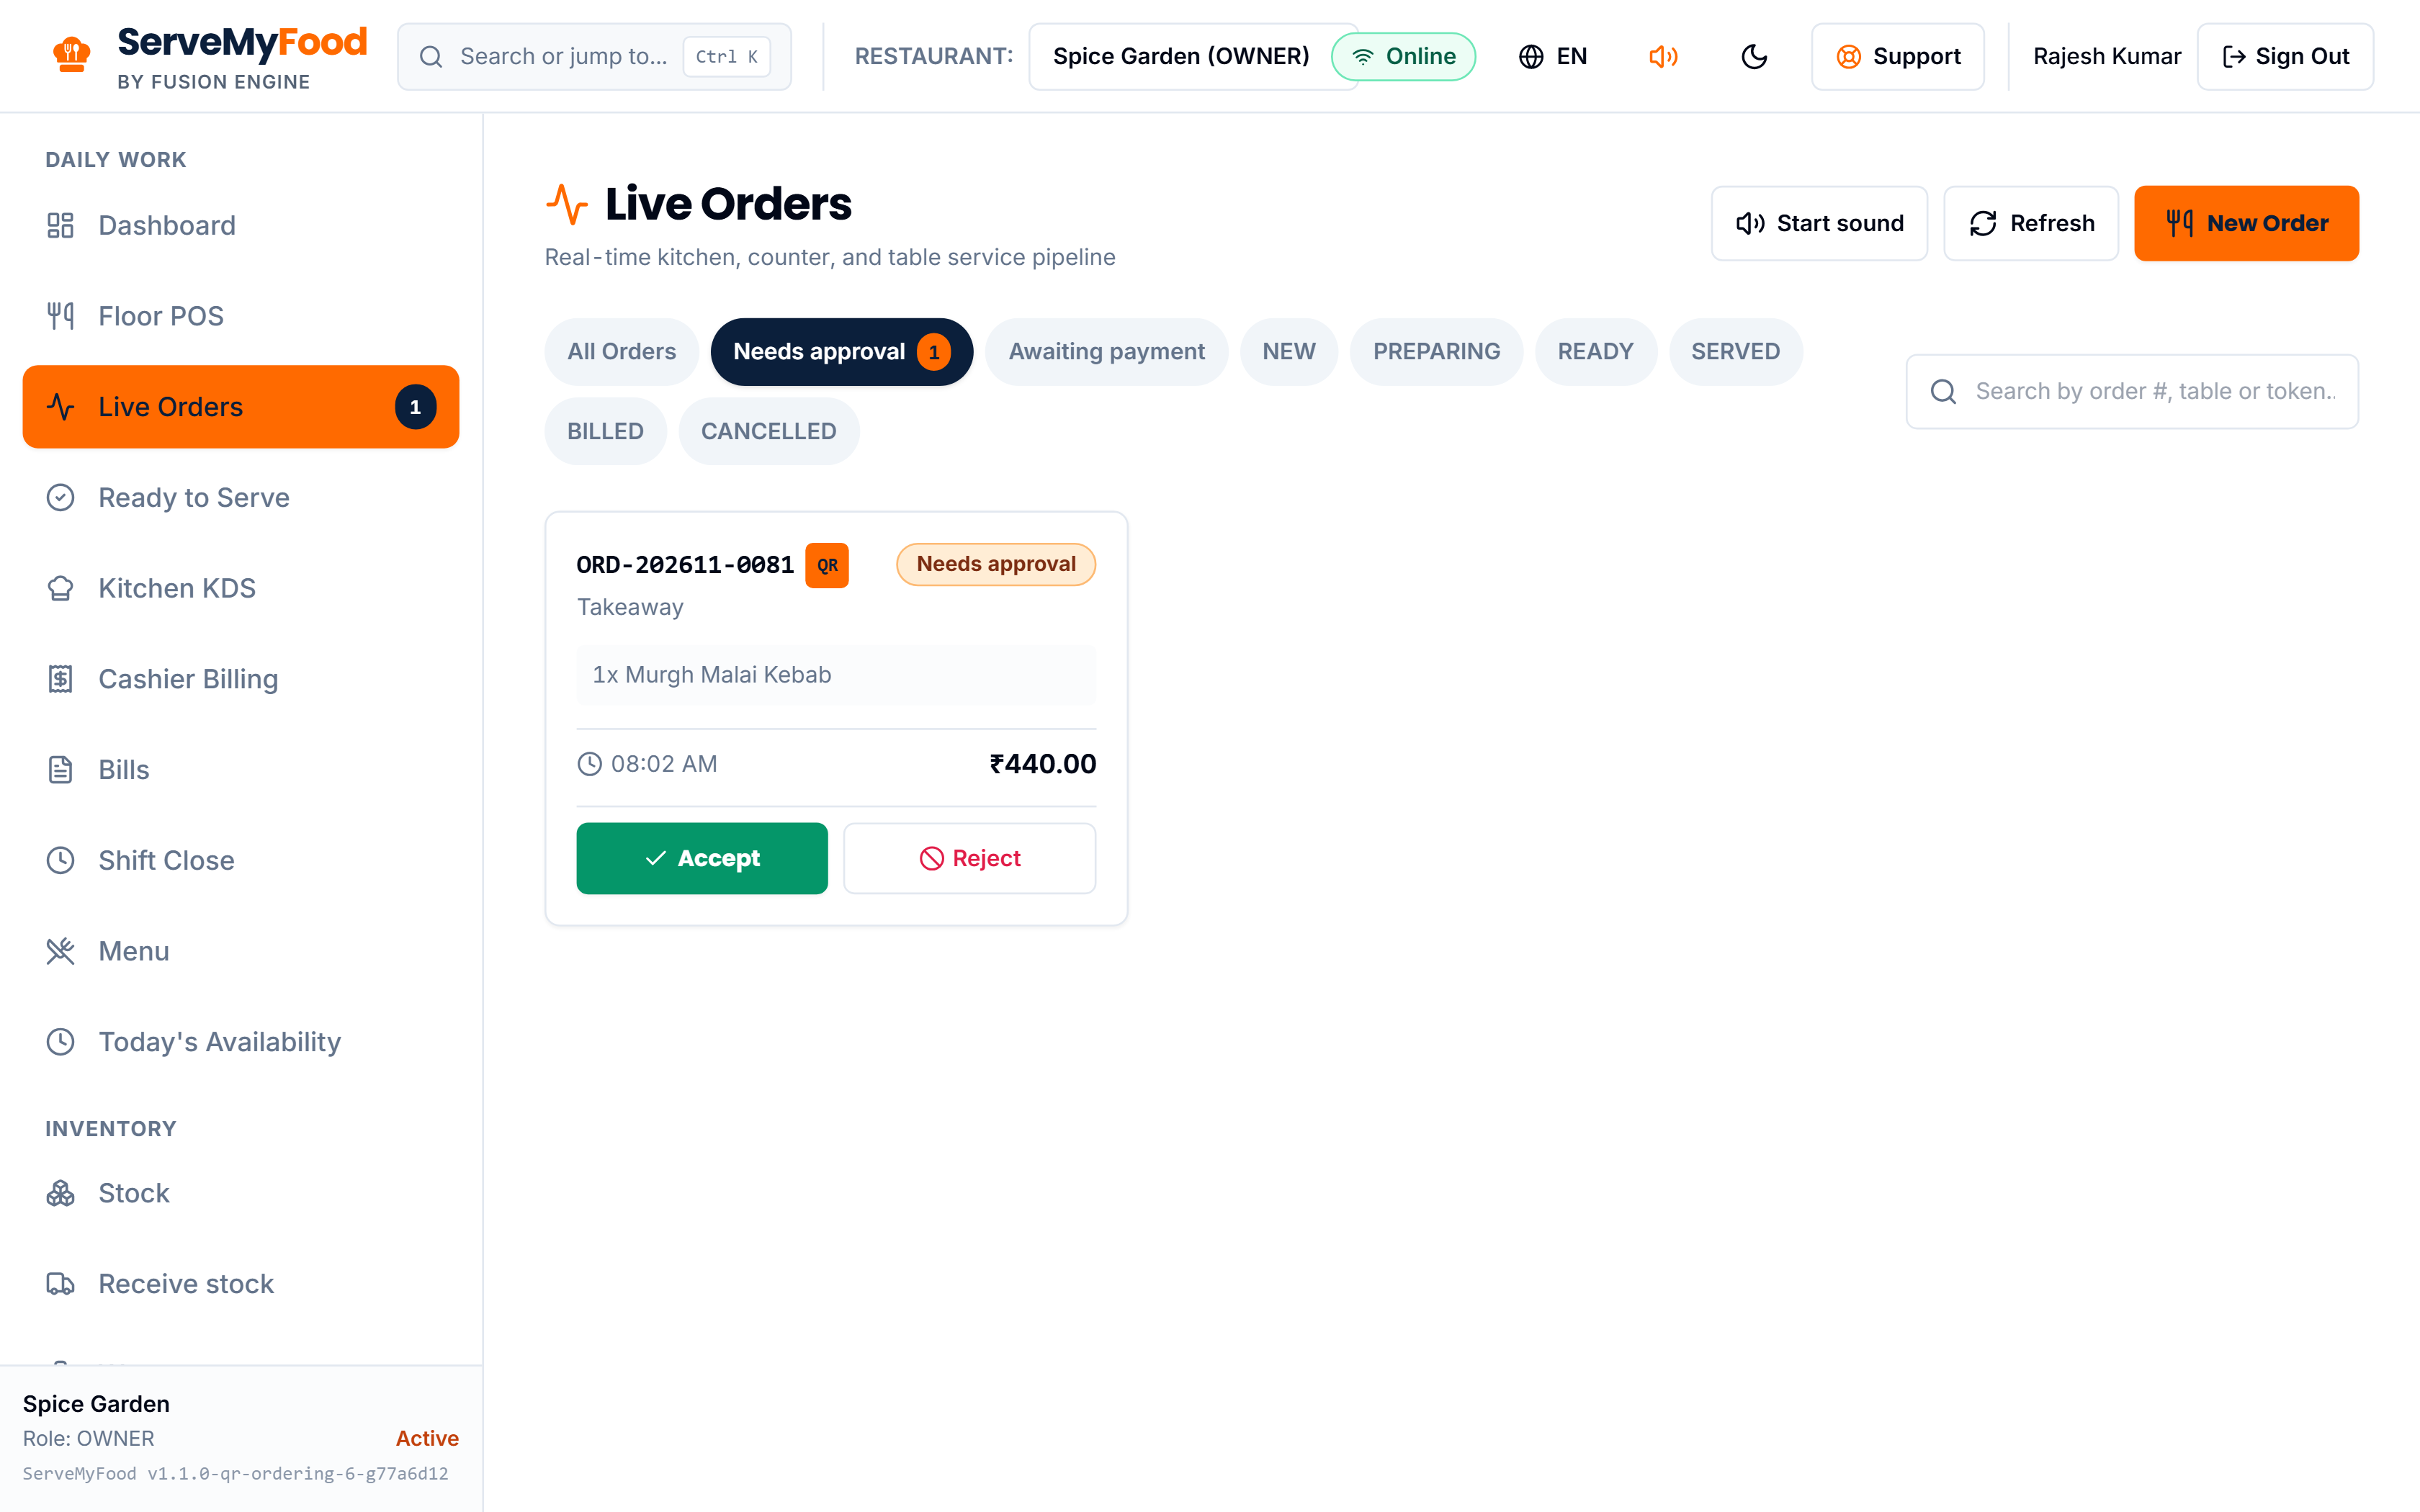 ServeMyFood
BY FUSION ENGINE
Search or jump to... Ctrl K
RESTAURANT: Spice Garden (OWNER) Online EN Support Rajesh Kumar Sign Out
DAILY WORK
Dashboard
Floor POS
Live Orders 1
Ready to Serve
Kitchen KDS
Cashier Billing
Bills
Shift Close
Menu
Today's Availability
INVENTORY
Stock
Receive stock
Spice Garden
Role: OWNER Active
ServeMyFood v1.1.0-qr-ordering-6-g77a6d12
Live Orders
Real-time kitchen, counter, and table service pipeline
Start sound Refresh New Order
All Orders Needs approval 1 Awaiting payment NEW PREPARING READY SERVED
BILLED CANCELLED
Search by order #, table or token..
ORD-202611-0081 QR Needs approval
Takeaway
1x Murgh Malai Kebab
08:02 AM ₹440.00
Accept Reject